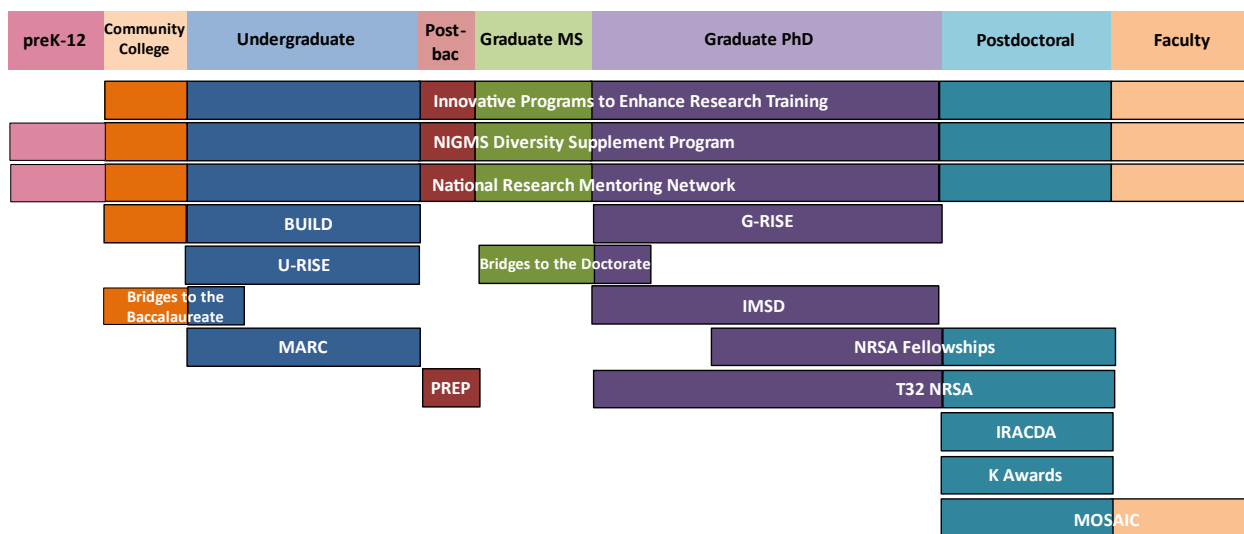 preK-12
Community
College
Undergraduate
Post-
bac
Graduate MS
Graduate PhD
Postdoctoral
Faculty
Innovative Programs to Enhance Research Training
NIGMS Diversity Supplement Program
National Research Mentoring Network
BUILD
G-RISE
U-RISE
Bridges to the Doctorate
Bridges to the
Baccalaureate
IMSD
MARC
NRSA Fellowships
PREP
T32 NRSA
IRACDA
K Awards
MOSAIC